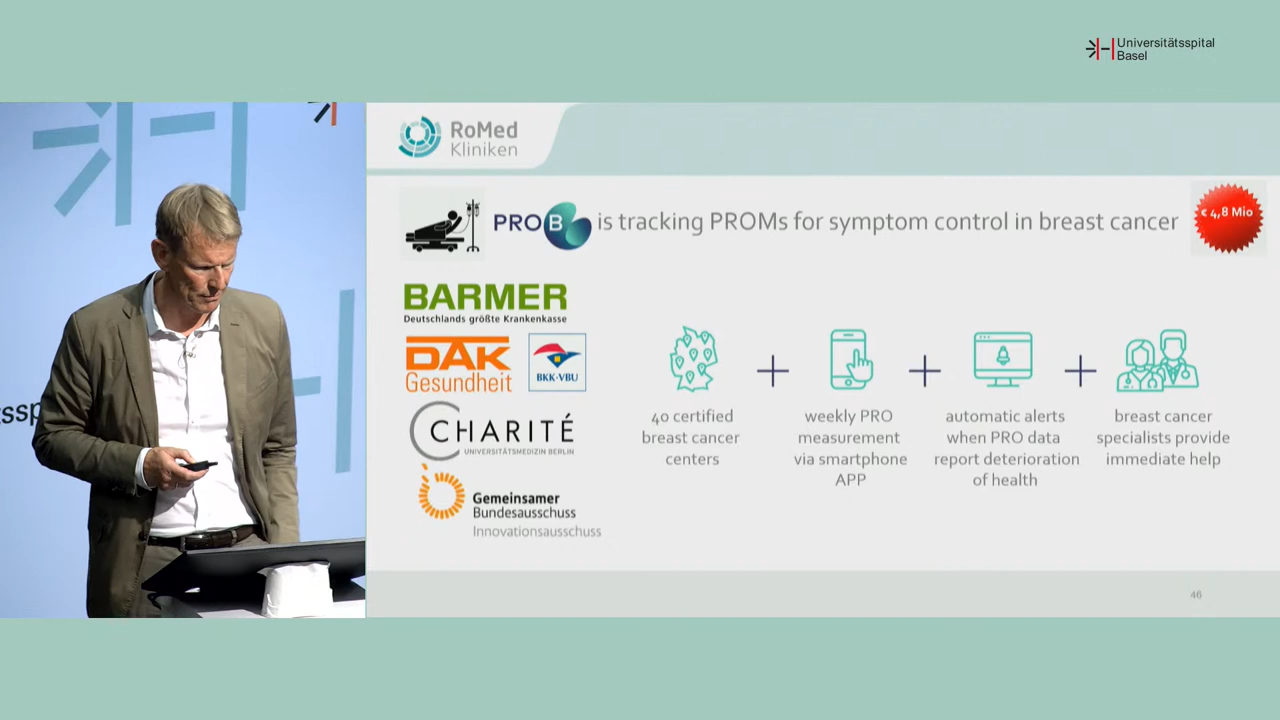 Universitätsspital
Basel
RoMed
Kliniken
PRO B is tracking PROMs for symptom control in breast cancer
€ 4,8 Mio
BARMER
Deutschlands größte Krankenkasse
DAK
Gesundheit
BKK·VBU
CHARITÉ
UNIVERSITÄTSMEDIZIN BERLIN
Gemeinsamer
Bundesausschuss
Innovationsausschuss
40 certified
breast cancer
centers
weekly PRO
measurement
via smartphone
APP
automatic alerts
when PRO data
report deterioration
of health
breast cancer
specialists provide
immediate help
46